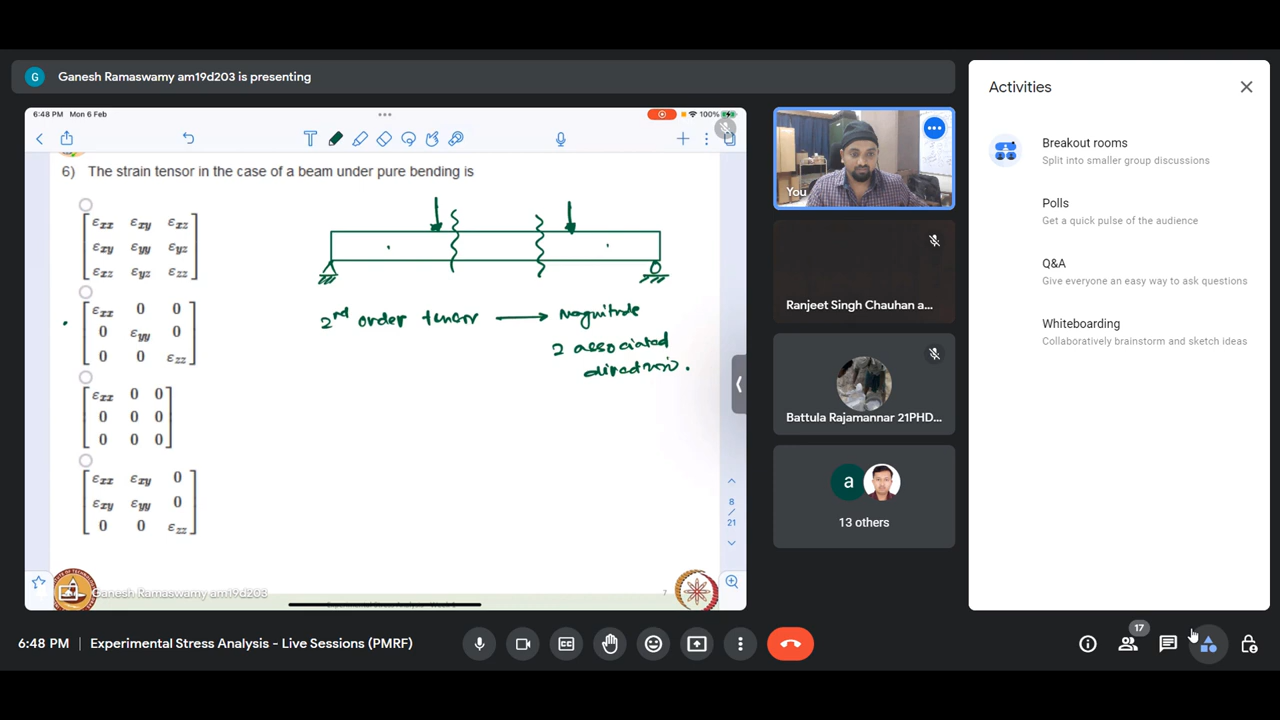 Ganesh Ramaswamy am19d203 is presenting
G
6:48 PM Mon 6 Feb
100%
6) The strain tensor in the case of a beam under pure bending is
εxx εxy εxz
εxy εyy εyz
εxz εyz εzz
εxx 0 0
0 εyy 0
0 0 εzz
εxx 0 0
0 0 0
0 0 0
εxx εxy 0
εxy εyy 0
0 0 εzz
2nd order tensor → Magnitude
2 associated
direction.
8
/
21
7
Ganesh Ramaswamy am19d203
You
Ranjeet Singh Chauhan a...
Battula Rajamannar 21PHD...
a
13 others
Activities
Breakout rooms
Split into smaller group discussions
Polls
Get a quick pulse of the audience
Q&A
Give everyone an easy way to ask questions
Whiteboarding
Collaboratively brainstorm and sketch ideas
6:48 PM | Experimental Stress Analysis - Live Sessions (PMRF)
17